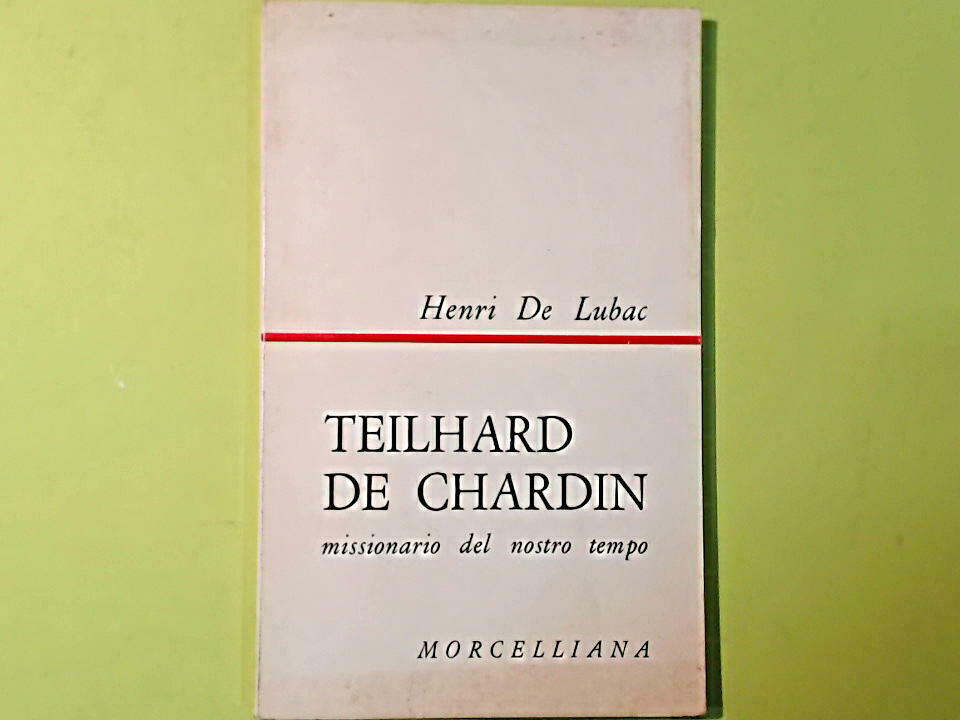 Henri De Lubac
TEILHARD
DE CHARDIN
missionario del nostro tempo
MORCELLIANA